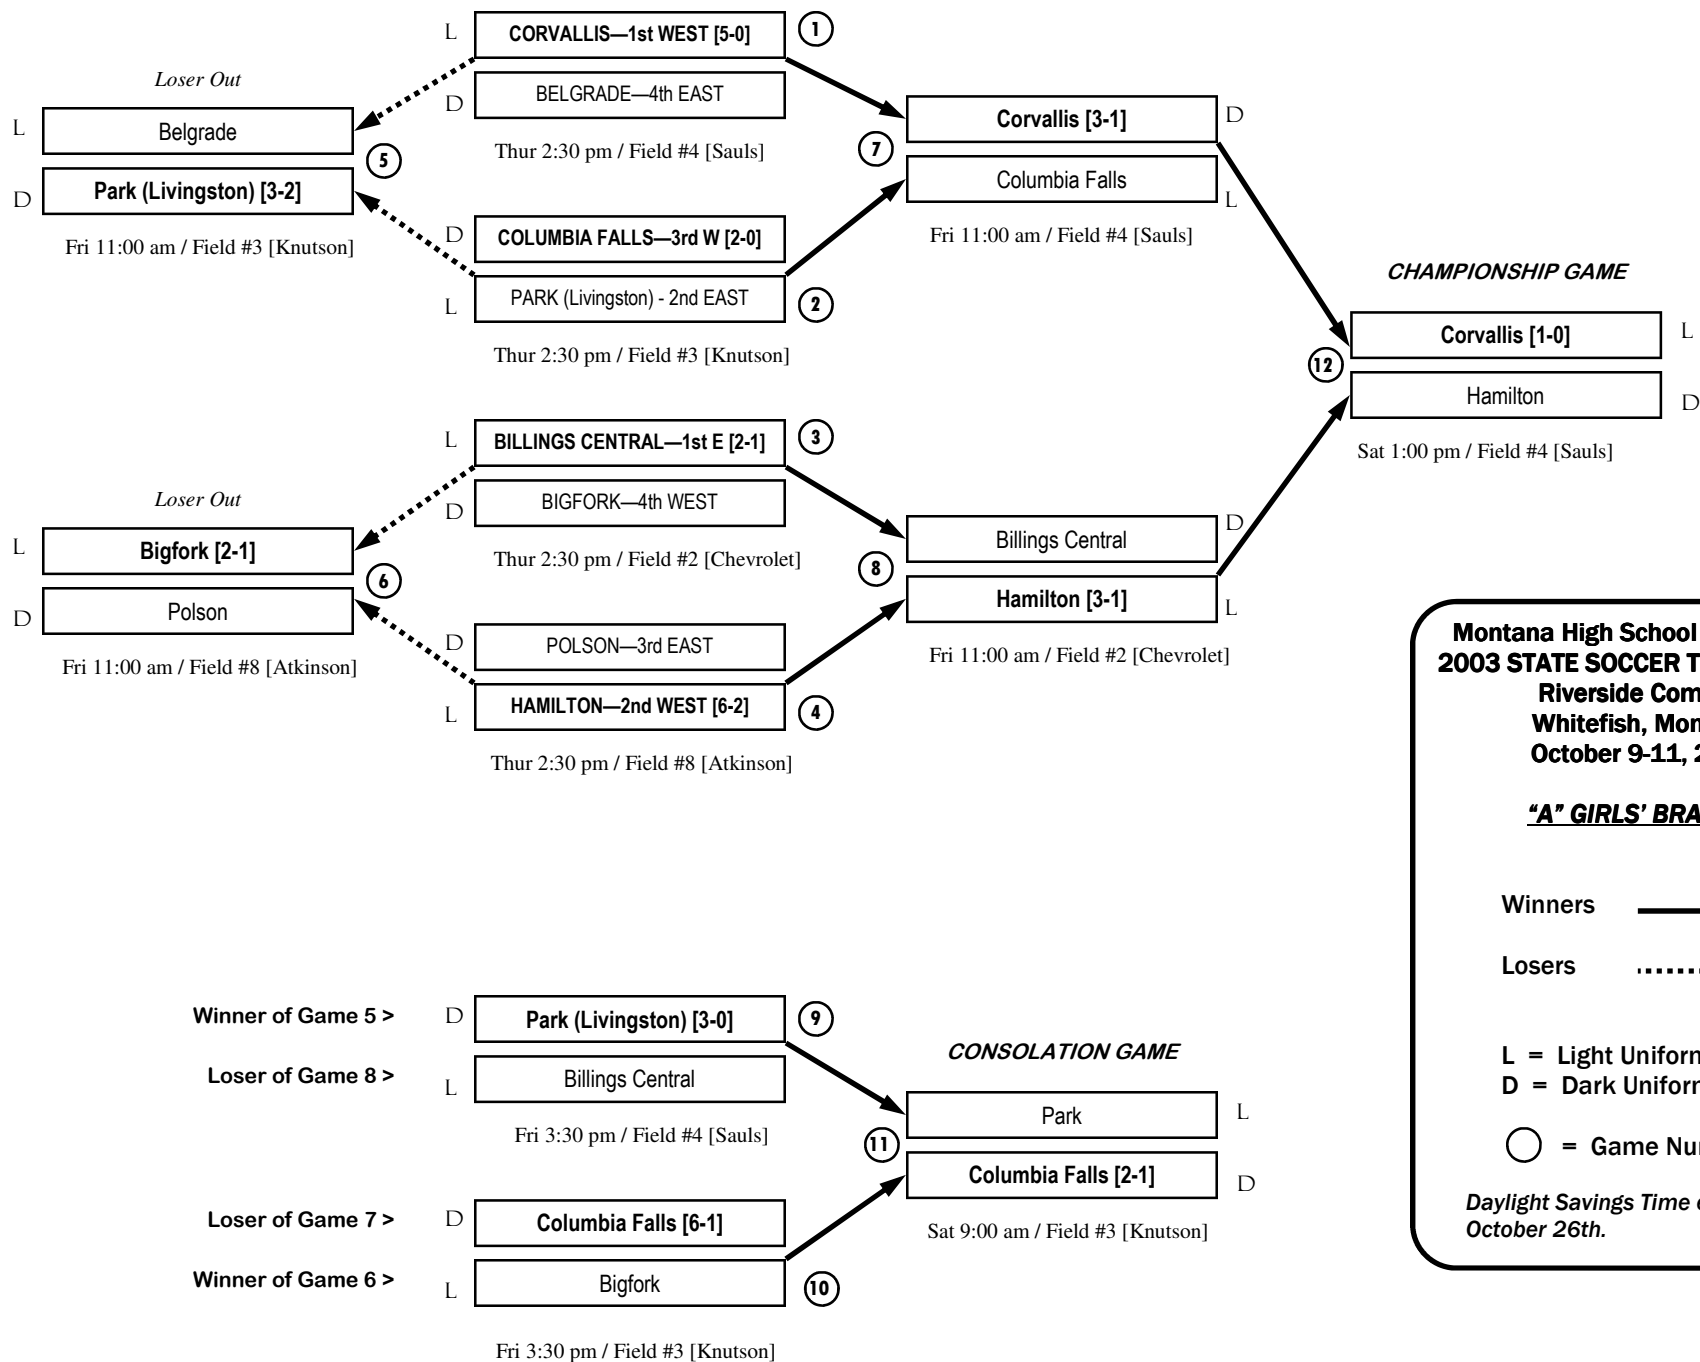 L
CORVALLIS—1st WEST [5-0]
1
D
BELGRADE—4th EAST
Thur 2:30 pm / Field #4 [Sauls]
Loser Out
L
Belgrade
5
D
Park (Livingston) [3-2]
Fri 11:00 am / Field #3 [Knutson]
D
COLUMBIA FALLS—3rd W [2-0]
L
PARK (Livingston) - 2nd EAST
2
Thur 2:30 pm / Field #3 [Knutson]
Corvallis [3-1]
D
7
Columbia Falls
L
Fri 11:00 am / Field #4 [Sauls]
CHAMPIONSHIP GAME
Corvallis [1-0]
L
12
Hamilton
D
Sat 1:00 pm / Field #4 [Sauls]
L
BILLINGS CENTRAL—1st E [2-1]
3
D
BIGFORK—4th WEST
Thur 2:30 pm / Field #2 [Chevrolet]
Loser Out
L
Bigfork [2-1]
6
D
Polson
Fri 11:00 am / Field #8 [Atkinson]
D
POLSON—3rd EAST
L
HAMILTON—2nd WEST [6-2]
4
Thur 2:30 pm / Field #8 [Atkinson]
Billings Central
D
8
Hamilton [3-1]
L
Fri 11:00 am / Field #2 [Chevrolet]
Montana High School
2003 STATE SOCCER T
Riverside Com
Whitefish, Mon
October 9-11, 2
"A" GIRLS' BRA
Winners
Losers
L = Light Uniforn
D = Dark Uniforn
= Game Nu
Daylight Savings Time
October 26th.
Winner of Game 5 >
D
Park (Livingston) [3-0]
9
Loser of Game 8 >
L
Billings Central
Fri 3:30 pm / Field #4 [Sauls]
CONSOLATION GAME
Park
L
11
Columbia Falls [2-1]
D
Sat 9:00 am / Field #3 [Knutson]
Loser of Game 7 >
D
Columbia Falls [6-1]
Winner of Game 6 >
L
Bigfork
10
Fri 3:30 pm / Field #3 [Knutson]